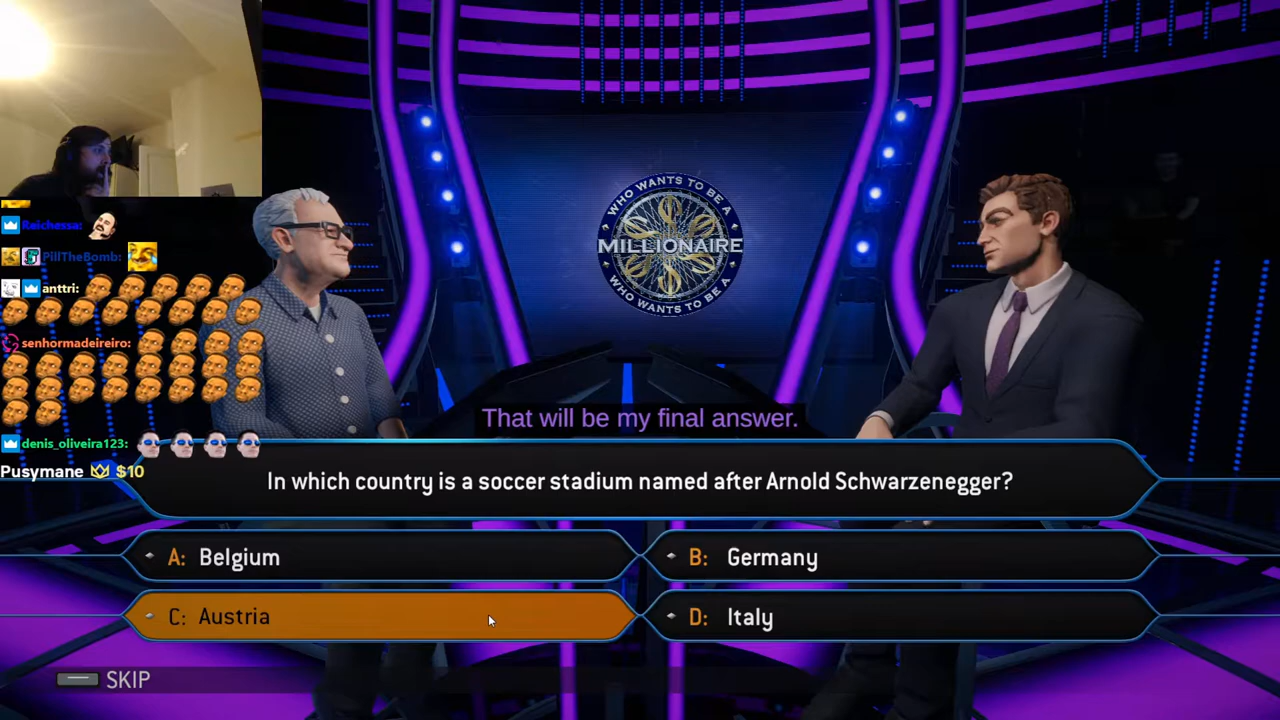 WHO WANTS TO BE A
MILLIONAIRE
WHO WANTS TO BE A
Reichessa:
PillTheBomb:
anttri:
senhormadeireiro:
denis_oliveira123:
Pusymane $10
That will be my final answer.
In which country is a soccer stadium named after Arnold Schwarzenegger?
A: Belgium
B: Germany
C: Austria
D: Italy
SKIP